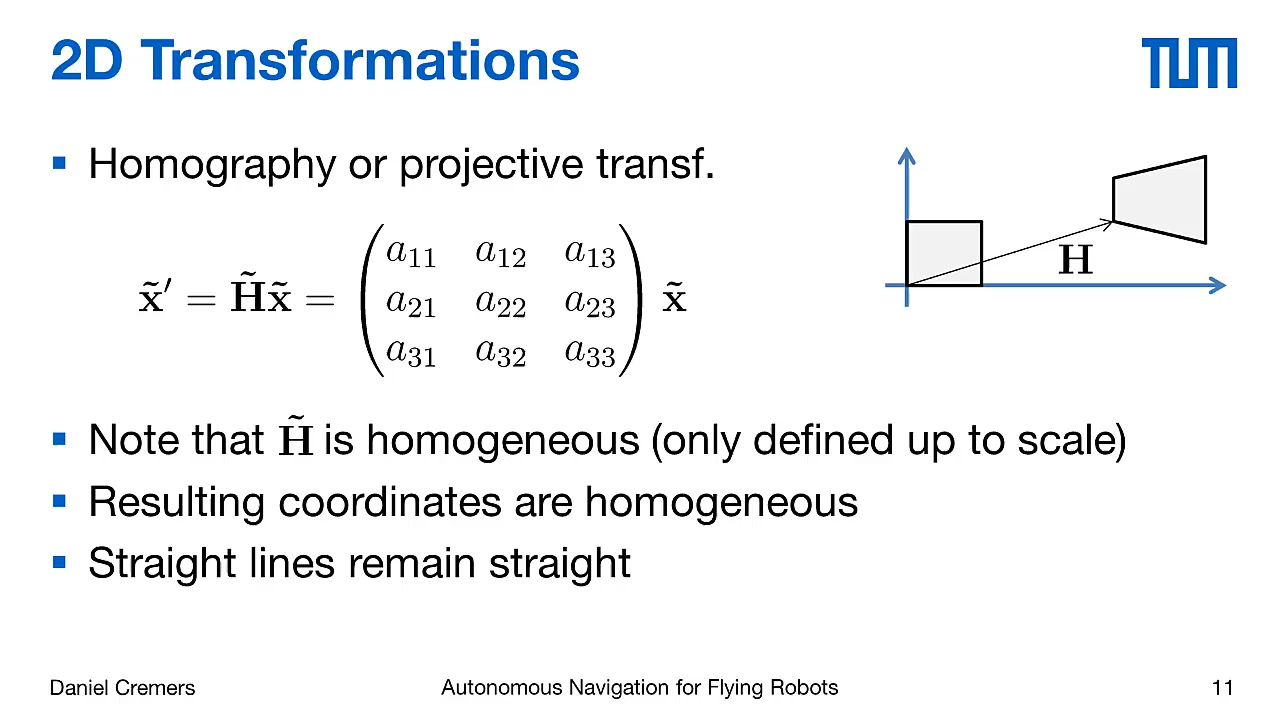 2D Transformations
TUM
▪ Homography or projective transf.
x̃′ = H̃x̃ = ( a₁₁ a₁₂ a₁₃
a₂₁ a₂₂ a₂₃
a₃₁ a₃₂ a₃₃ ) x̃
H
▪ Note that H̃ is homogeneous (only defined up to scale)
▪ Resulting coordinates are homogeneous
▪ Straight lines remain straight
Daniel Cremers
Autonomous Navigation for Flying Robots
11